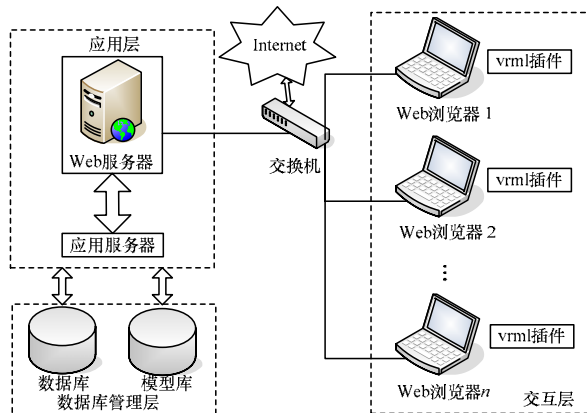 应用层
Web服务器
应用服务器
数据库
模型库
数据库管理层
Internet
交换机
vrml插件
Web浏览器 1
vrml插件
Web浏览器 2
⋮
vrml插件
Web浏览器n
交互层